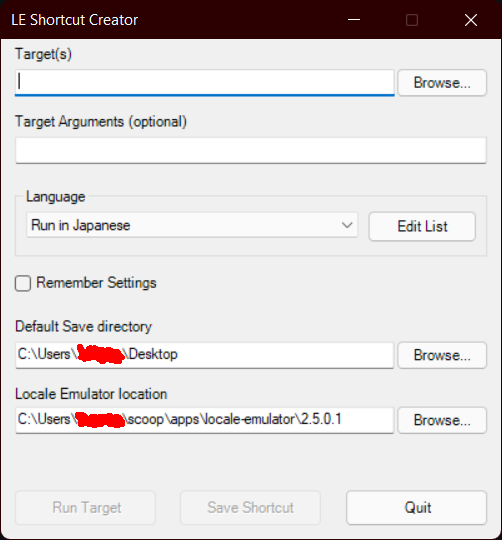 LE Shortcut Creator
Target(s)
Browse...
Target Arguments (optional)
Language
Run in Japanese
Edit List
Remember Settings
Default Save directory
C:\Users\ \Desktop
Browse...
Locale Emulator location
C:\Users\ \scoop\apps\locale-emulator\2.5.0.1
Browse...
Run Target
Save Shortcut
Quit